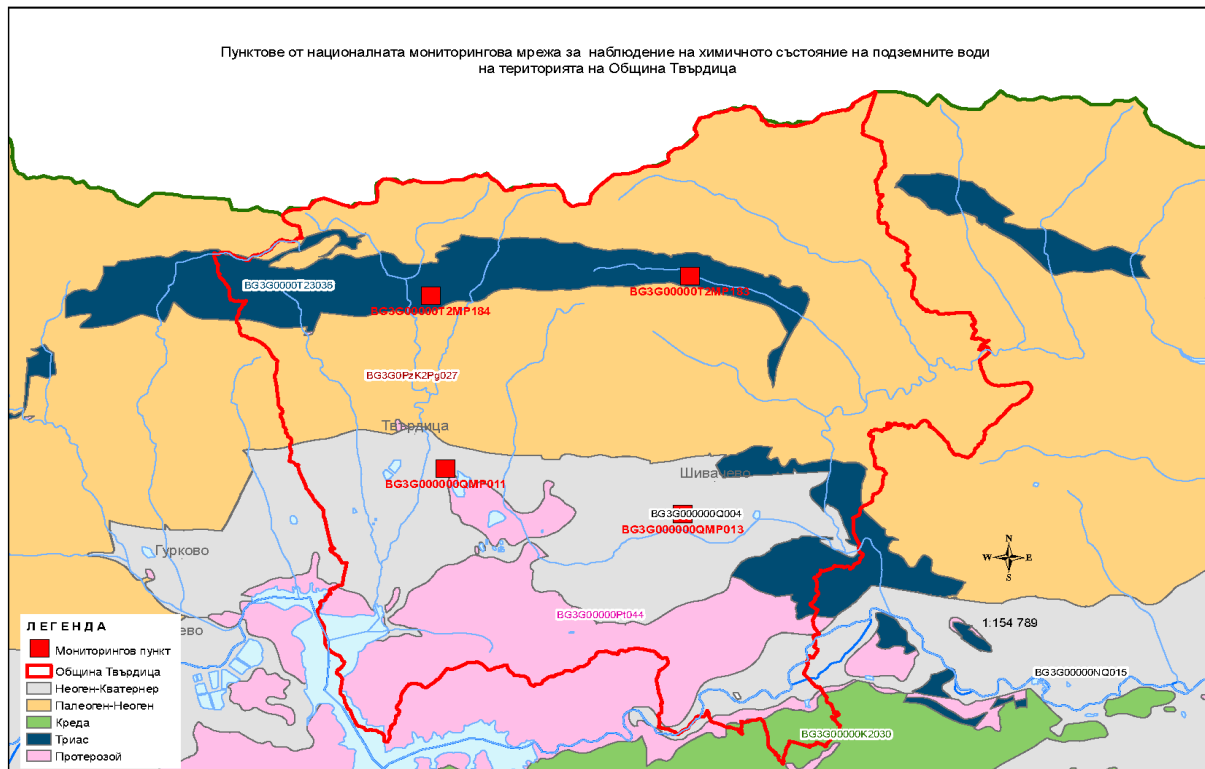 Пунктове от националната мониторингова мрежа за наблюдение на химичното състояние на подземните води
на територията на Община Твърдица
BG3G0000T23036
BG3G00000T2MP184
BG3G0PzK2Pg027
Твърдица
BG3G000000QMP011
Шивачево
BG3G000000Q004
BG3G000000QMP013
Гурково
N
W E
S
BG3G00000Pt044
1:154 789
BG3G00000NQ015
BG3G00000K2030
ЛЕГЕНДА
Мониторингов пункт
Община Твърдица
Неоген-Кватернер
Палеоген-Неоген
Креда
Триас
Протерозой